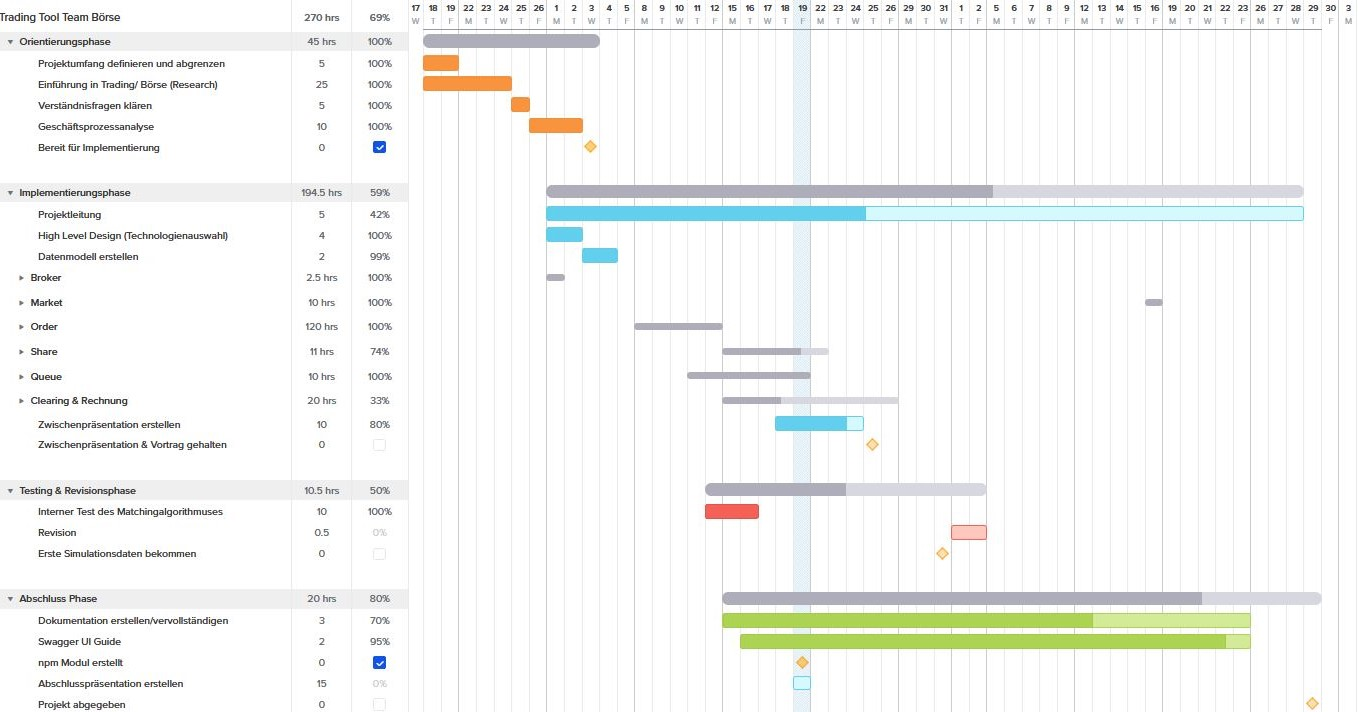 Trading Tool Team Börse 270 hrs 69% 17 18 19 24 25 26 1 2 3 4 5 8 9 10 11 12 15 16 17 18 19 22 23 24 25 26 29 30 31 1 2 5 6 7 8 9 12 13 14 15 16 19 20 21 22 23 26 27 28 29 30 3
W T F W T F M T W T F M T W T F M T W T F M T W T F M T W T F M T W T F M T W T F M T W T F M T W T F M
Orientierungsphase 45 hrs 100%
Projektumfang definieren und abgrenzen 5 100%
Einführung in Trading/ Börse (Research) 25 100%
Verständnisfragen klären 5 100%
Geschäftsprozessanalyse 10 100%
Bereit für Implementierung 0
Implementierungsphase 194.5 hrs 59%
Projektleitung 5 42%
High Level Design (Technologienauswahl) 4 100%
Datenmodell erstellen 2 99%
Broker 2.5 hrs 100%
Market 10 hrs 100%
Order 120 hrs 100%
Share 11 hrs 74%
Queue 10 hrs 100%
Clearing & Rechnung 20 hrs 33%
Zwischenpräsentation erstellen 10 80%
Zwischenpräsentation & Vortrag gehalten 0
Testing & Revisionsphase 10.5 hrs 50%
Interner Test des Matchingalgorithmuses 10 100%
Revision 0.5 0%
Erste Simulationsdaten bekommen 0
Abschluss Phase 20 hrs 80%
Dokumentation erstellen/vervollständigen 3 70%
Swagger UI Guide 2 95%
npm Modul erstellt 0
Abschlusspräsentation erstellen 15 0%
Projekt abgegeben 0